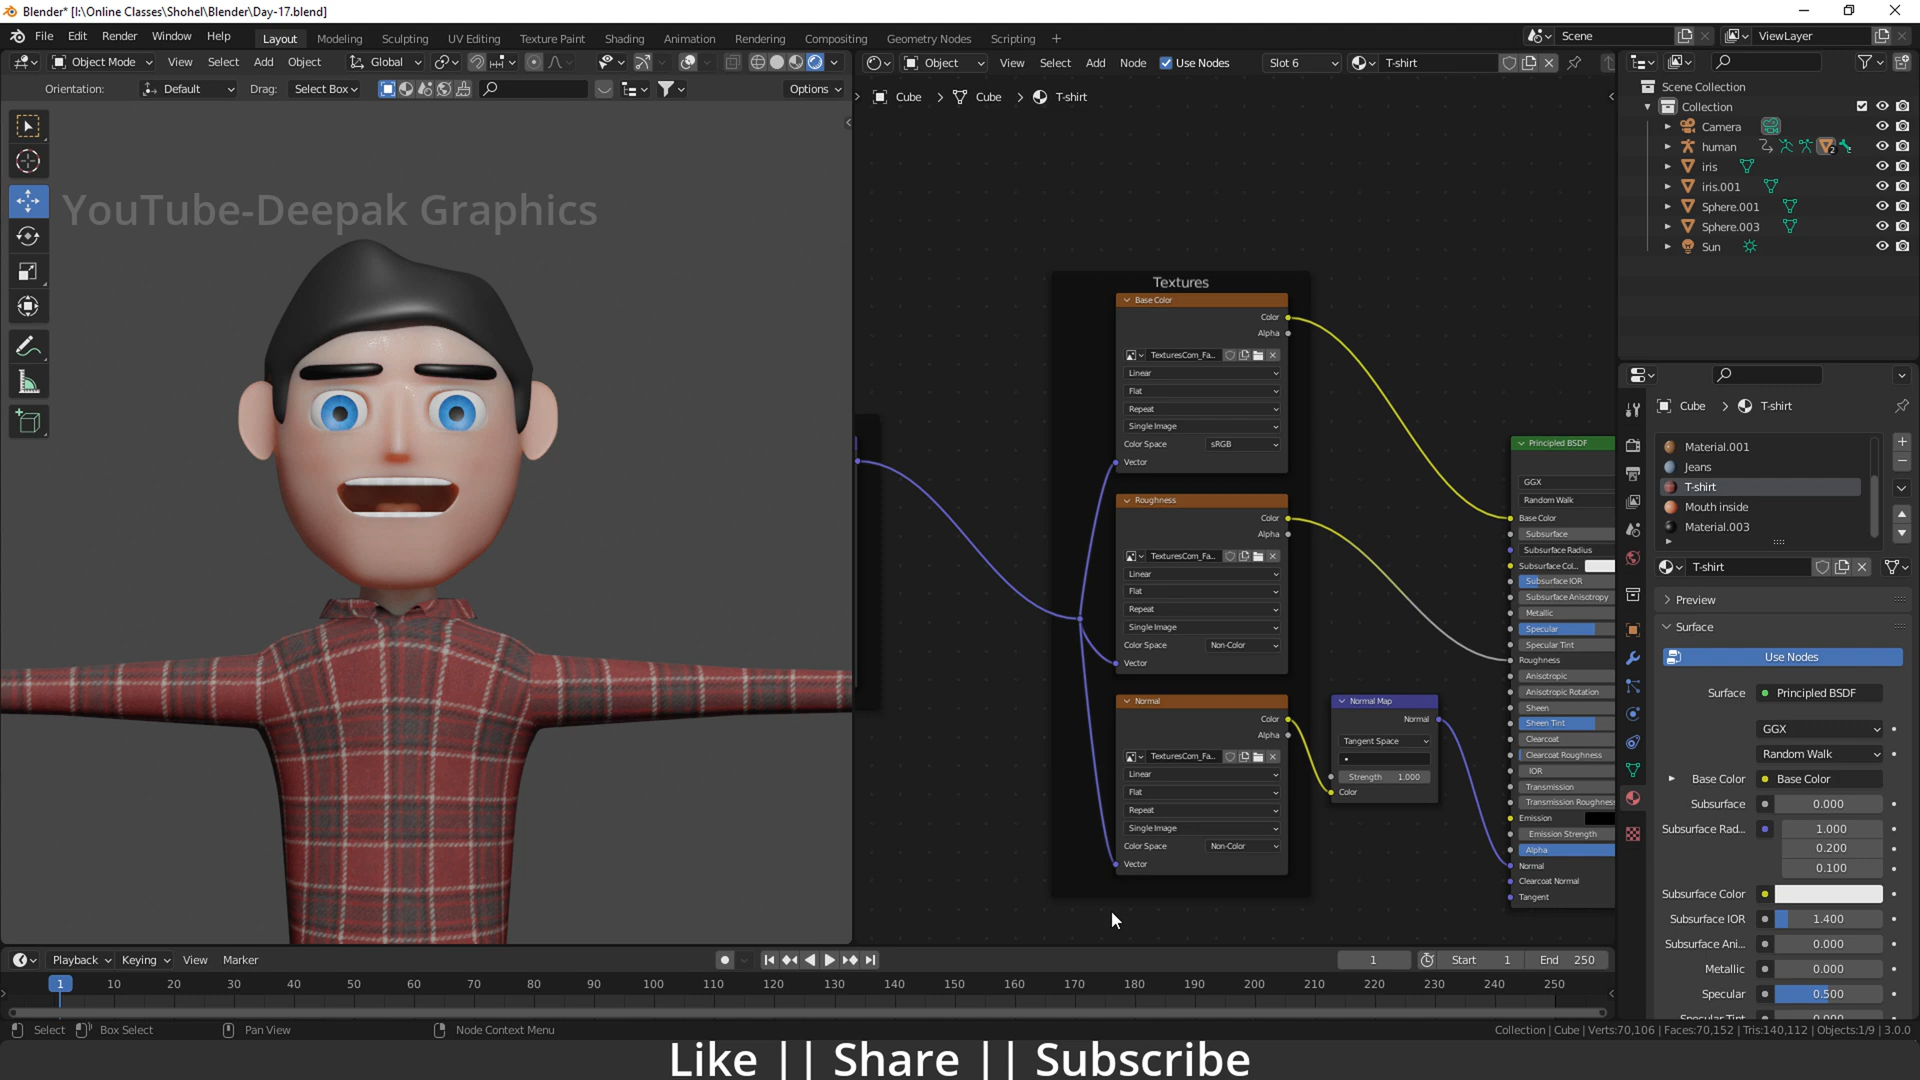 Blender* [I:\Online Classes\Shohel\Blender\Day-17.blend]
File Edit Render Window Help Layout Modeling Sculpting UV Editing Texture Paint Shading Animation Rendering Compositing Geometry Nodes Scripting + Scene ViewLayer
Object Mode View Select Add Object Global Object View Select Add Node Use Nodes Slot 6 T-shirt
Orientation: Default Drag: Select Box Options
Cube > Cube > T-shirt
YouTube-Deepak Graphics
Textures
Base Color
Color
Alpha
TexturesCom_Fa...
Linear
Flat
Repeat
Single Image
Color Space sRGB
Vector
Roughness
Color
Alpha
TexturesCom_Fa...
Linear
Flat
Repeat
Single Image
Color Space Non-Color
Vector
Normal
Color
Alpha
TexturesCom_Fa...
Linear
Flat
Repeat
Single Image
Color Space Non-Color
Vector
Normal Map
Normal
Tangent Space
Strength 1.000
Color
Principled BSDF
GGX
Random Walk
Base Color
Subsurface
Subsurface Radius
Subsurface Col...
Subsurface IOR
Subsurface Anisotropy
Metallic
Specular
Specular Tint
Roughness
Anisotropic
Anisotropic Rotation
Sheen
Sheen Tint
Clearcoat
Clearcoat Roughness
IOR
Transmission
Transmission Roughness
Emission
Emission Strength
Alpha
Normal
Clearcoat Normal
Tangent
Scene Collection
Collection
Camera
human 2
iris
iris.001
Sphere.001
Sphere.003
Sun
Cube > T-shirt
Material.001
Jeans
T-shirt
Mouth inside
Material.003
T-shirt
Preview
Surface
Use Nodes
Surface Principled BSDF
GGX
Random Walk
Base Color Base Color
Subsurface 0.000
Subsurface Rad... 1.000
0.200
0.100
Subsurface Color
Subsurface IOR 1.400
Subsurface Ani... 0.000
Metallic 0.000
Specular 0.500
Playback Keying View Marker 1 Start 1 End 250
1 10 20 30 40 50 60 70 80 90 100 110 120 130 140 150 160 170 180 190 200 210 220 230 240 250
Select Box Select Pan View Node Context Menu Collection | Cube | Verts:70,106 | Faces:70,152 | Tris:140,112 | Objects:1/9 | 3.0.0
Like || Share || Subscribe